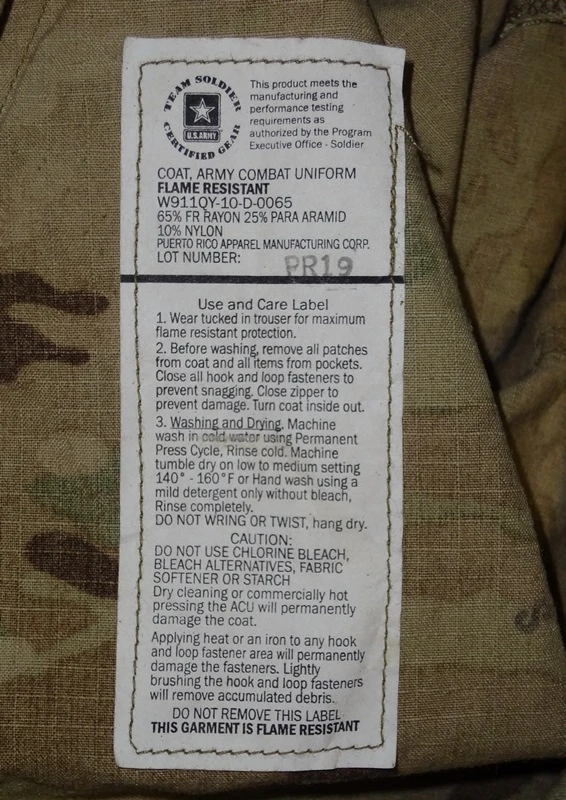 TEAM SOLDIER
U.S.ARMY
CERTIFIED GEAR
This product meets the
manufacturing and
performance testing
requirements as
authorized by the Program
Executive Office - Soldier
COAT, ARMY COMBAT UNIFORM
FLAME RESISTANT
W911QY-10-D-0065
65% FR RAYON 25% PARA ARAMID
10% NYLON
PUERTO RICO APPAREL MANUFACTURING CORP.
LOT NUMBER: PR19
Use and Care Label
1. Wear tucked in trouser for maximum
flame resistant protection.
2. Before washing, remove all patches
from coat and all items from pockets.
Close all hook and loop fasteners to
prevent snagging. Close zipper to
prevent damage. Turn coat inside out.
3. Washing and Drying. Machine
wash in cold water using Permanent
Press Cycle, Rinse cold. Machine
tumble dry on low to medium setting
140° - 160°F or Hand wash using a
mild detergent only without bleach,
Rinse completely.
DO NOT WRING OR TWIST, hang dry.
CAUTION:
DO NOT USE CHLORINE BLEACH,
BLEACH ALTERNATIVES, FABRIC
SOFTENER OR STARCH
Dry cleaning or commercially hot
pressing the ACU will permanently
damage the coat.
Applying heat or an iron to any hook
and loop fastener area will permanently
damage the fasteners. Lightly
brushing the hook and loop fasteners
will remove accumulated debris.
DO NOT REMOVE THIS LABEL
THIS GARMENT IS FLAME RESISTANT